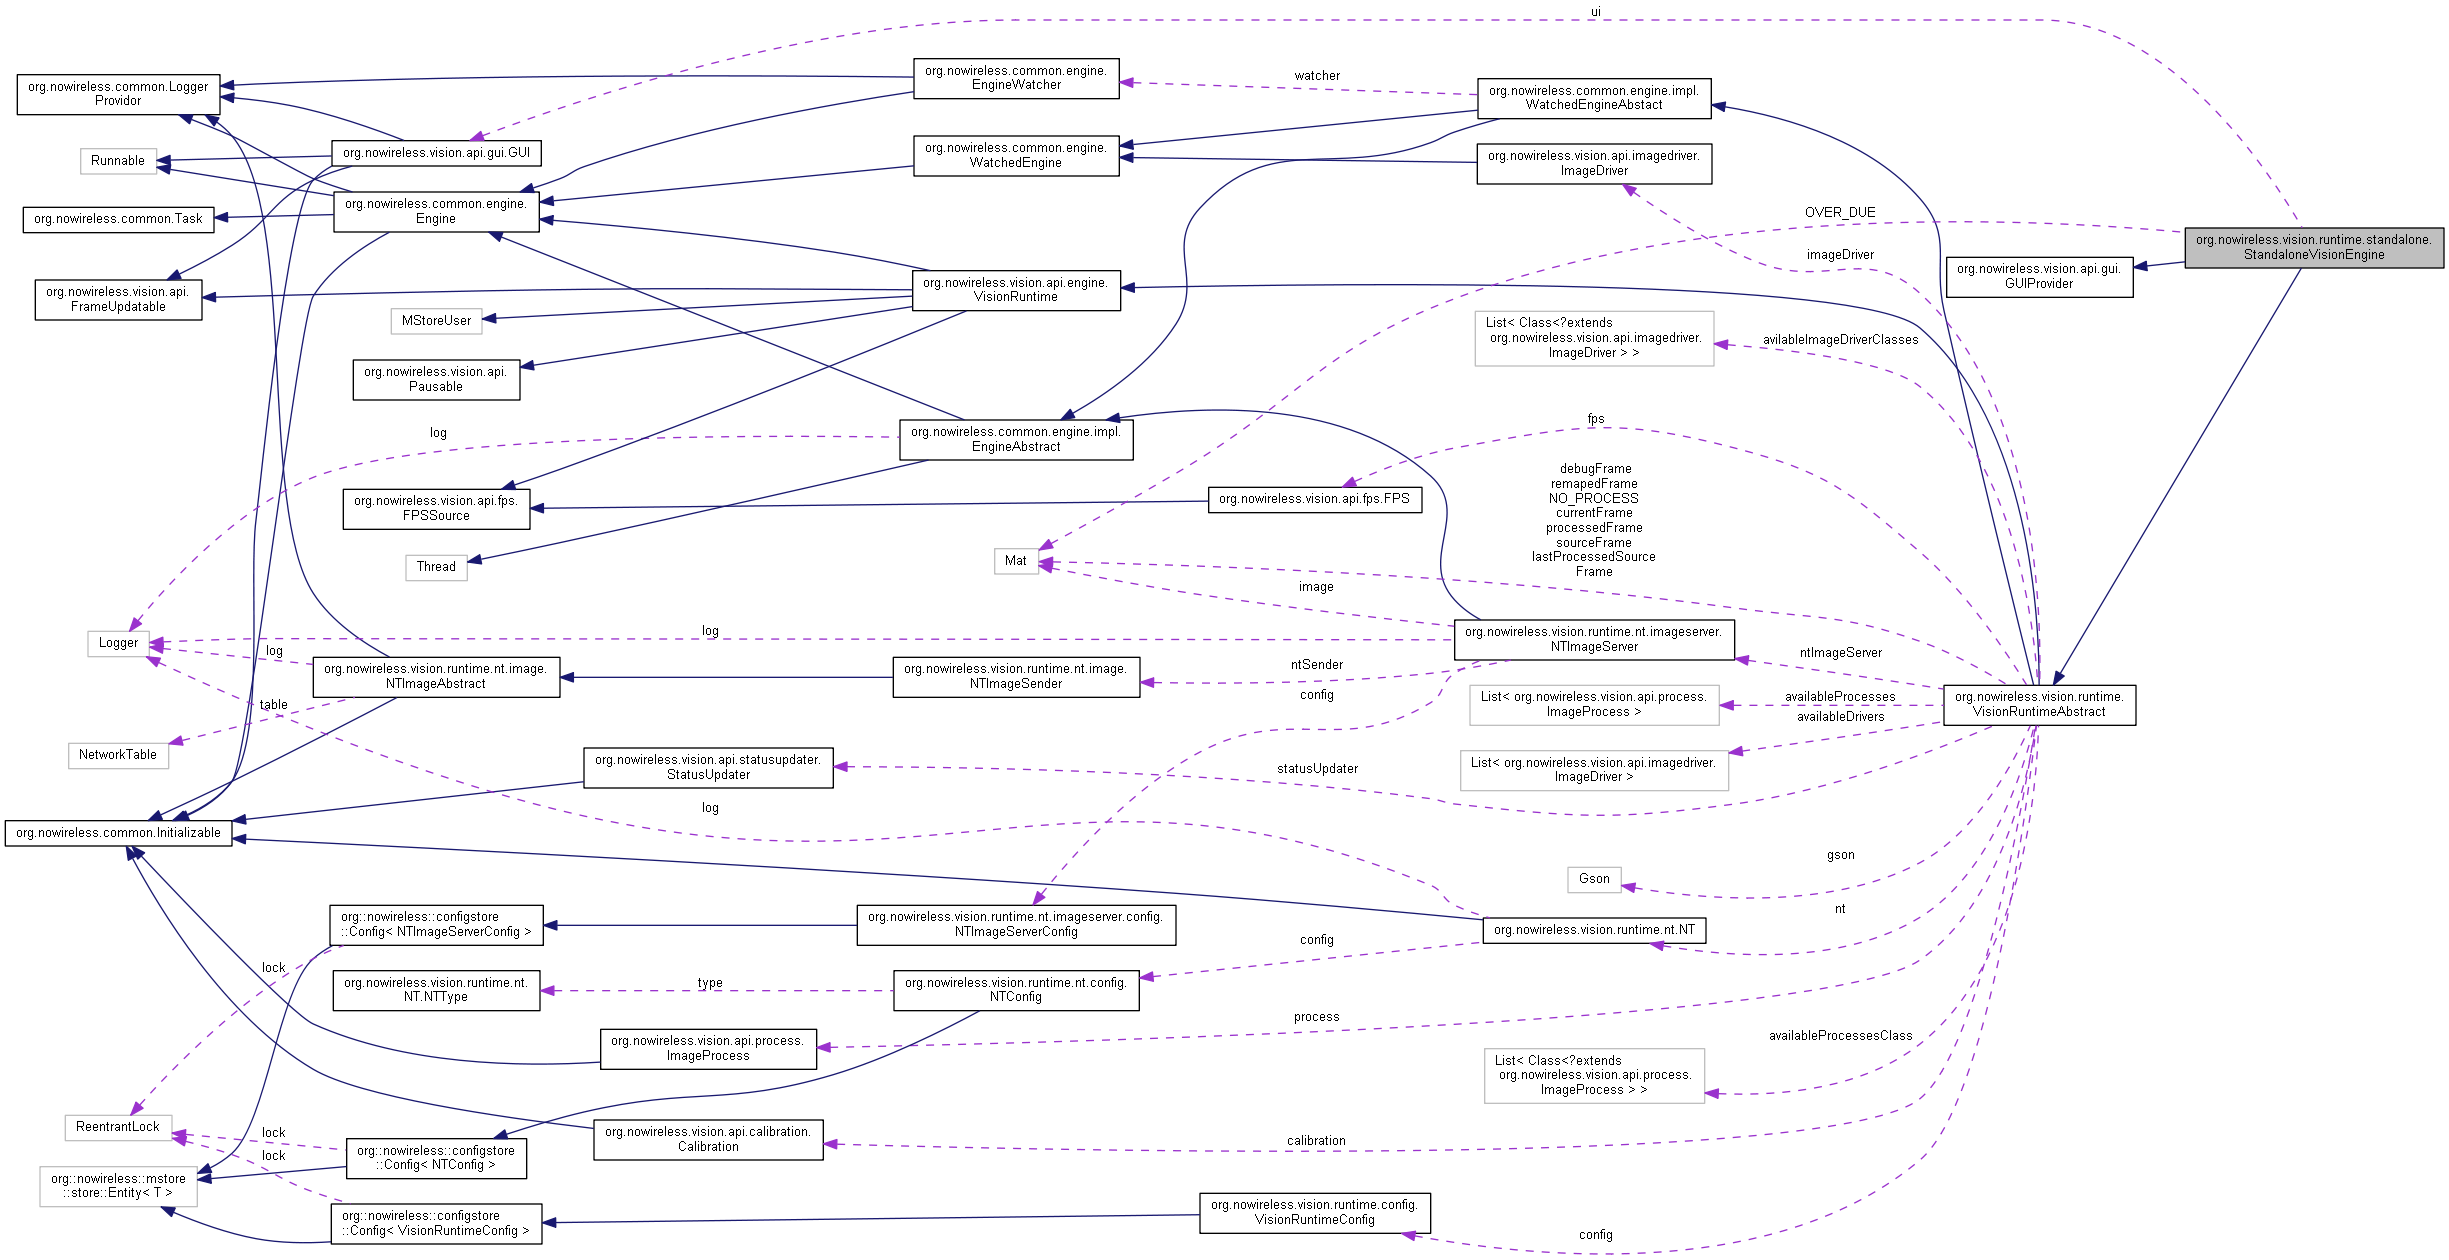 ui
org.nowireless.common.Logger
Providor
Runnable
org.nowireless.common.Task
org.nowireless.vision.api.
FrameUpdatable
Logger
NetworkTable
org.nowireless.common.Initializable
ReentrantLock
org::nowireless::mstore
::store::Entity< T >
org.nowireless.vision.api.gui.GUI
org.nowireless.common.engine.
Engine
MStoreUser
org.nowireless.vision.api.
Pausable
log
org.nowireless.vision.api.fps.
FPSSource
Thread
log
log
org.nowireless.vision.runtime.nt.image.
NTImageAbstract
table
org.nowireless.vision.api.statusupdater.
StatusUpdater
log
org::nowireless::configstore
::Config< NTImageServerConfig >
lock
org.nowireless.vision.runtime.nt.
NT.NTType
type
org.nowireless.vision.api.process.
ImageProcess
org.nowireless.vision.api.calibration.
Calibration
lock
lock
org::nowireless::configstore
::Config< NTConfig >
org::nowireless::configstore
::Config< VisionRuntimeConfig >
org.nowireless.common.engine.
EngineWatcher
org.nowireless.common.engine.
WatchedEngine
org.nowireless.vision.api.engine.
VisionRuntime
org.nowireless.common.engine.impl.
EngineAbstract
Mat
org.nowireless.vision.runtime.nt.image.
NTImageSender
org.nowireless.vision.runtime.nt.imageserver.config.
NTImageServerConfig
org.nowireless.vision.runtime.nt.config.
NTConfig
watcher
org.nowireless.vision.api.fps.FPS
image
ntSender
config
statusUpdater
config
process
calibration
org.nowireless.vision.runtime.config.
VisionRuntimeConfig
org.nowireless.common.engine.impl.
WatchedEngineAbstact
org.nowireless.vision.api.imagedriver.
ImageDriver
List< Class<?extends
org.nowireless.vision.api.imagedriver.
ImageDriver > >
fps
debugFrame
remapedFrame
NO_PROCESS
currentFrame
processedFrame
sourceFrame
lastProcessedSource
Frame
org.nowireless.vision.runtime.nt.imageserver.
NTImageServer
List< org.nowireless.vision.api.process.
ImageProcess >
List< org.nowireless.vision.api.imagedriver.
ImageDriver >
Gson
org.nowireless.vision.runtime.nt.NT
List< Class<?extends
org.nowireless.vision.api.process.
ImageProcess > >
config
OVER_DUE
imageDriver
avilableImageDriverClasses
ntImageServer
availableProcesses
availableDrivers
gson
nt
availableProcessesClass
org.nowireless.vision.api.gui.
GUIProvider
org.nowireless.vision.runtime.
VisionRuntimeAbstract
org.nowireless.vision.runtime.standalone.
StandaloneVisionEngine